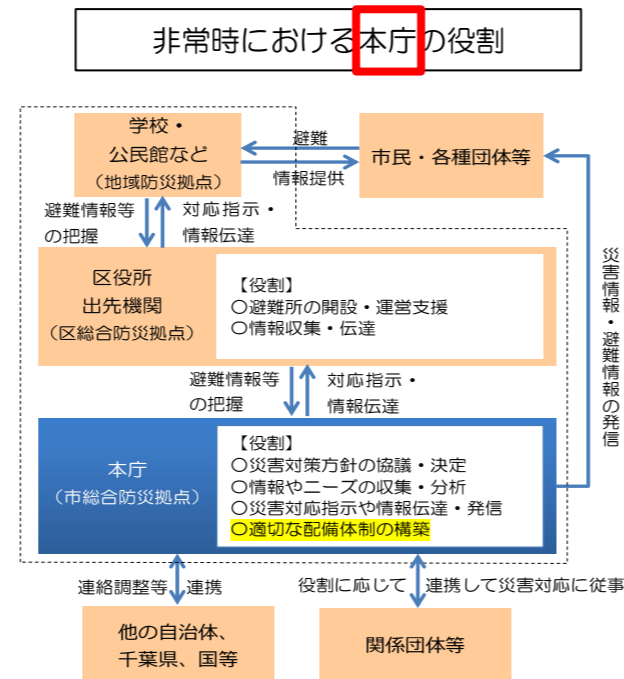 非常時における本庁の役割
学校・
公民館など
（地域防災拠点）
避難
情報提供
市民・各種団体等
避難情報等
の把握
対応指示・
情報伝達
区役所
出先機関
（区総合防災拠点）
【役割】
〇避難所の開設・運営支援
〇情報収集・伝達
災害情報・避難情報の発信
避難情報等
の把握
対応指示・
情報伝達
本庁
（市総合防災拠点）
【役割】
〇災害対策方針の協議・決定
〇情報やニーズの収集・分析
〇災害対応指示や情報伝達・発信
〇適切な配備体制の構築
連絡調整等
連携
役割に応じて
連携して災害対応に従事
他の自治体、
千葉県、国等
関係団体等